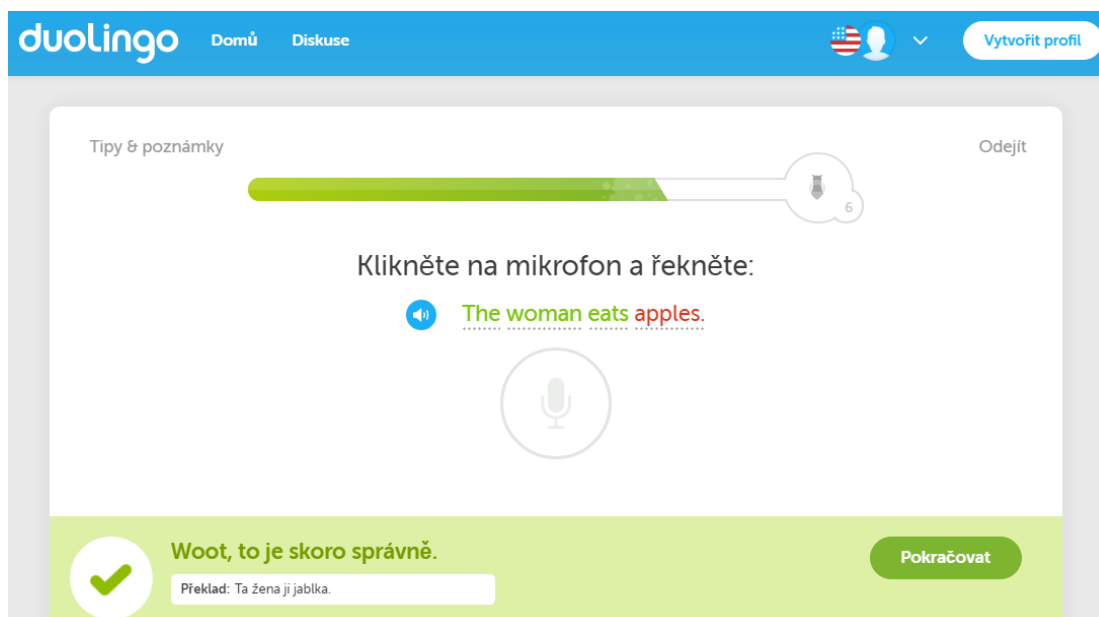 duolingo Domů Diskuse Vytvořit profil
Tipy & poznámky Odejít
6
Klikněte na mikrofon a řekněte:
The woman eats apples.
Woot, to je skoro správně.
Pokračovat
Překlad: Ta žena ji jablka.